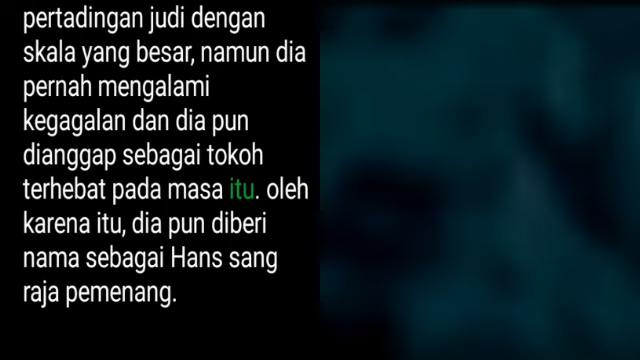 pertadingan judi dengan
skala yang besar, namun dia
pernah mengalami
kegagalan dan dia pun
dianggap sebagai tokoh
terhebat pada masa itu. oleh
karena itu, dia pun diberi
nama sebagai Hans sang
raja pemenang.